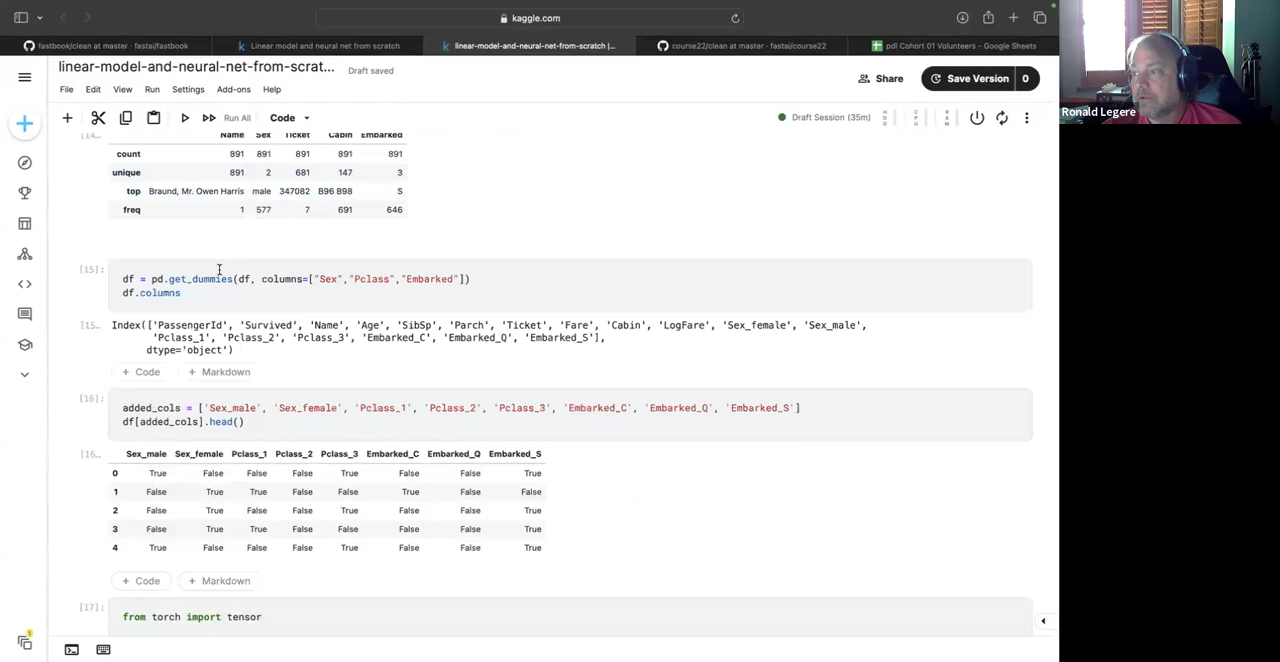 kaggle.com
fastbook/clean at master · fastai/fastbook
Linear model and neural net from scratch
linear-model-and-neural-net-from-scratch |...
course22/clean at master · fastai/course22
pdl Cohort 01 Volunteers - Google Sheets
linear-model-and-neural-net-from-scrat...
Draft saved
Share
Save Version
0
File Edit View Run Settings Add-ons Help
Run All
Code
Draft Session (35m)
HDD
CPU
RAM
Ronald Legere
[14...
Name Sex Ticket Cabin Embarked
count 891 891 891 891 891
unique 891 2 681 147 3
top Braund, Mr. Owen Harris male 347082 B96 B98 S
freq 1 577 7 691 646
[15]:
df = pd.get_dummies(df, columns=["Sex","Pclass","Embarked"])
df.columns
[15...
Index(['PassengerId', 'Survived', 'Name', 'Age', 'SibSp', 'Parch', 'Ticket', 'Fare', 'Cabin', 'LogFare', 'Sex_female', 'Sex_male',
'Pclass_1', 'Pclass_2', 'Pclass_3', 'Embarked_C', 'Embarked_Q', 'Embarked_S'],
dtype='object')
+ Code + Markdown
[16]:
added_cols = ['Sex_male', 'Sex_female', 'Pclass_1', 'Pclass_2', 'Pclass_3', 'Embarked_C', 'Embarked_Q', 'Embarked_S']
df[added_cols].head()
[16...
Sex_male Sex_female Pclass_1 Pclass_2 Pclass_3 Embarked_C Embarked_Q Embarked_S
0 True False False False True False False True
1 False True True False False True False False
2 False True False False True False False True
3 False True True False False False False True
4 True False False False True False False True
+ Code + Markdown
[17]:
from torch import tensor